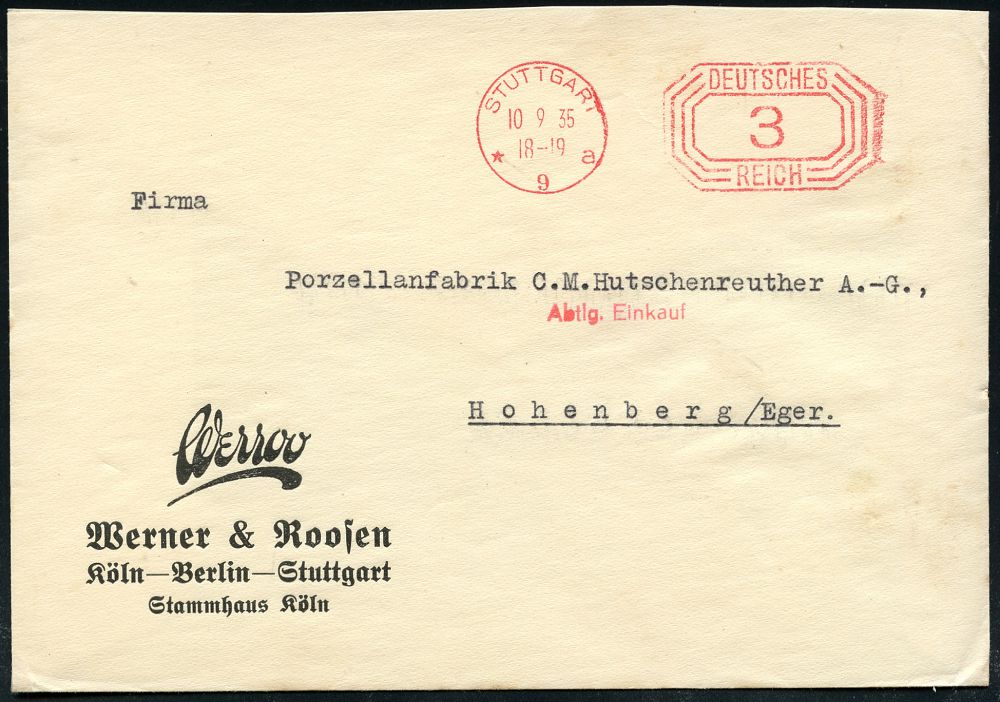 STUTTGART
10 9 35
18-19 a
9
DEUTSCHES
3
REICH
Firma
Porzellanfabrik C.M.Hutschenreuther A.-G.,
Abtlg. Einkauf
Hohenberg/Eger.
Werroo
Werner & Rooſen
Köln—Berlin—Stuttgart
Stammhaus Köln